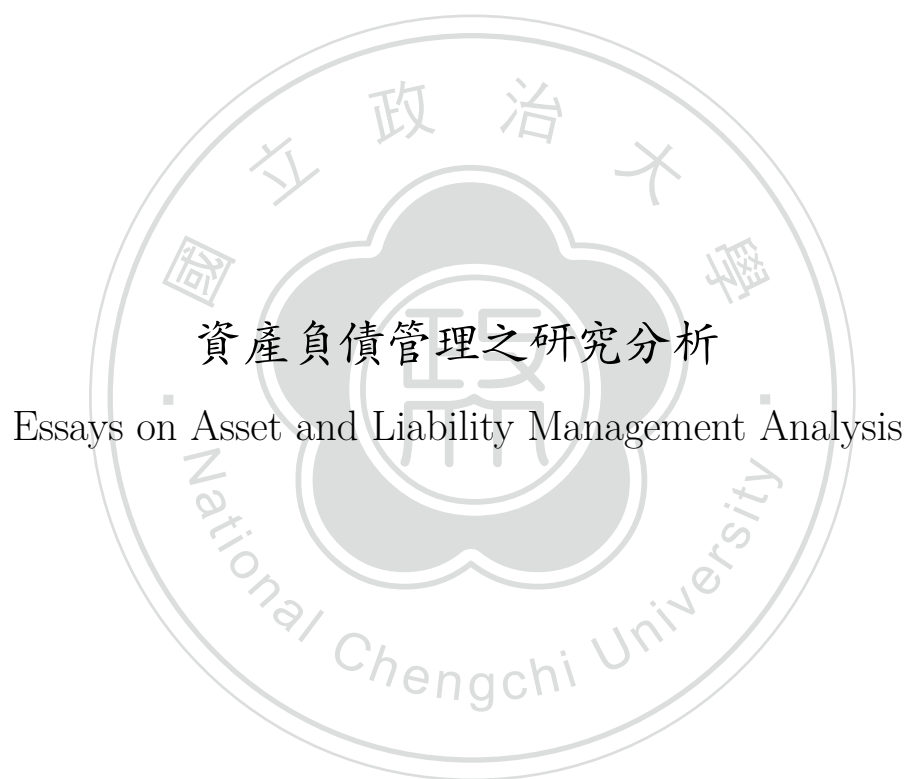 國立政治大學
資產負債管理之研究分析
Essays on Asset and Liability Management Analysis
National Chengchi University